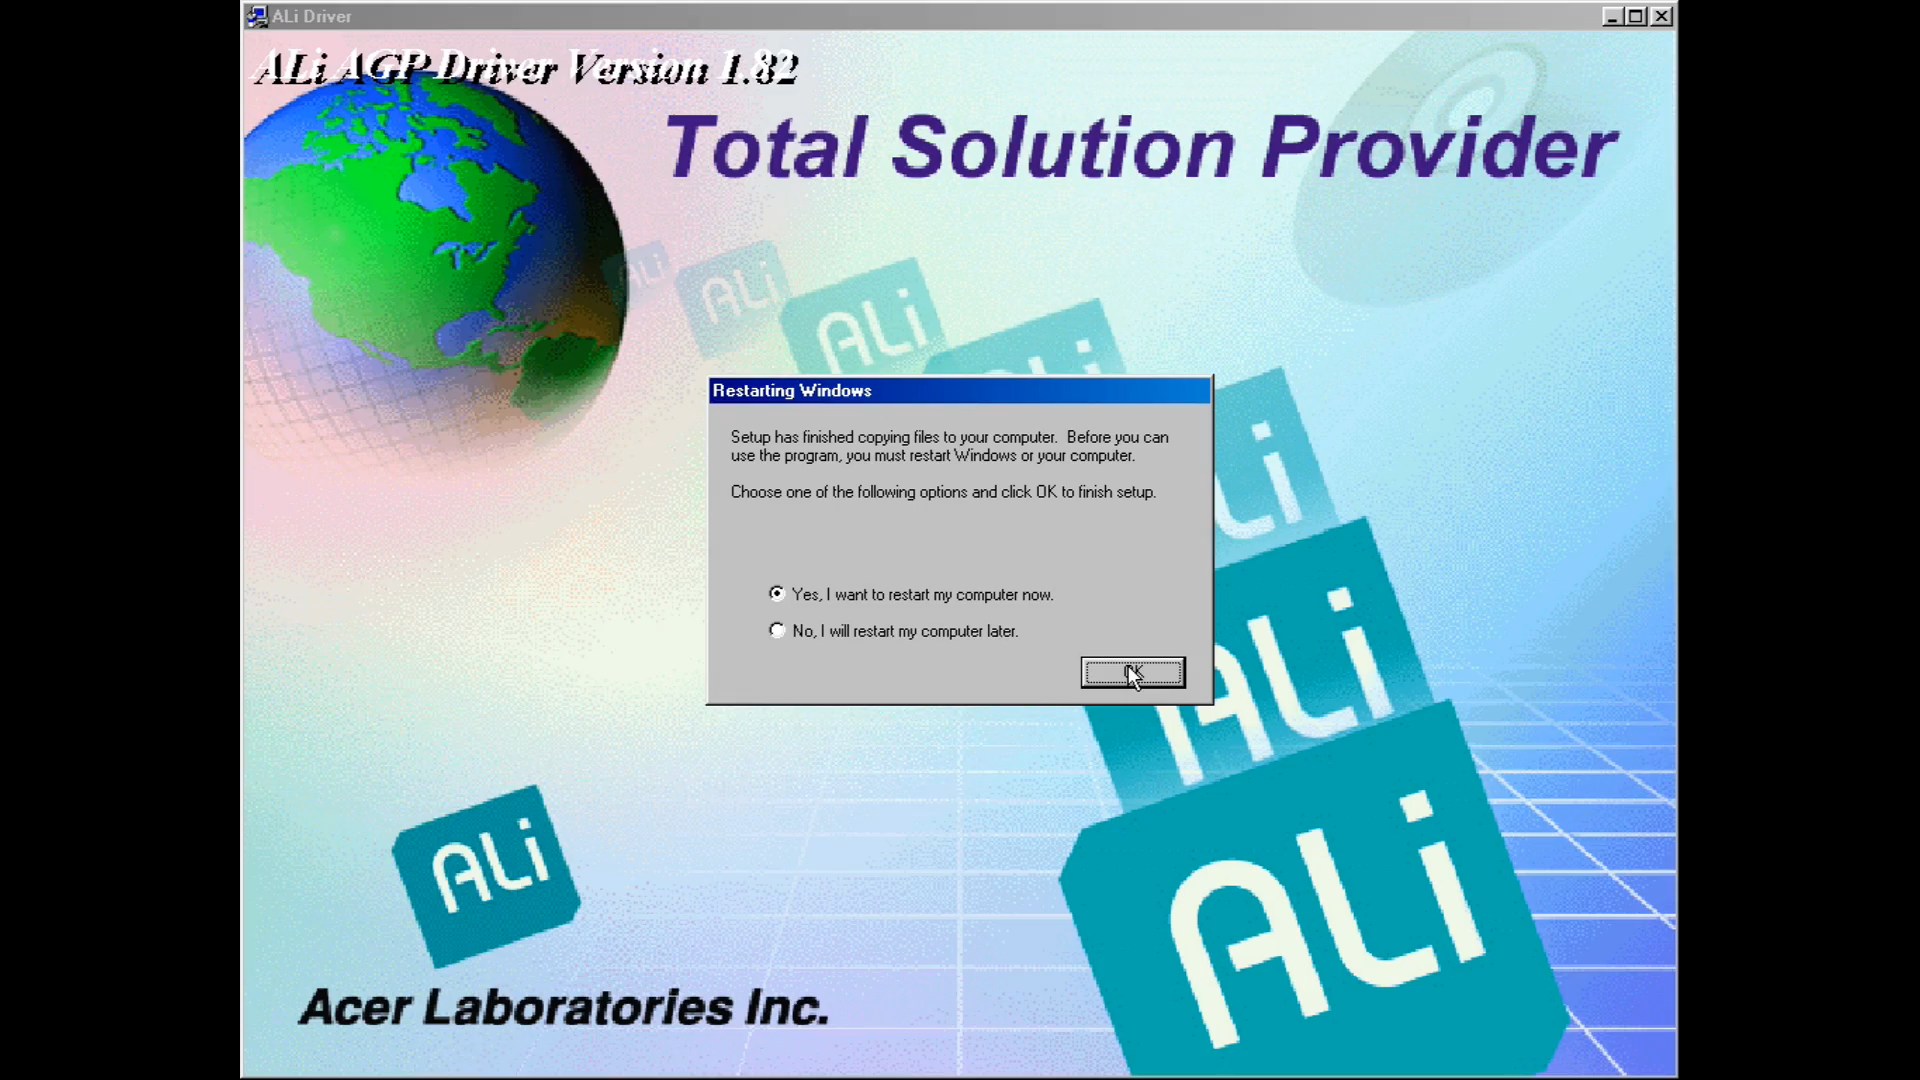 ALi Driver
ALi AGP Driver Version 1.82
Total Solution Provider
ALi
ALi
ALi
Restarting Windows
Setup has finished copying files to your computer.  Before you can
use the program, you must restart Windows or your computer.
Choose one of the following options and click OK to finish setup.
Yes, I want to restart my computer now.
No, I will restart my computer later.
OK
ALi
ALi
ALi
Acer Laboratories Inc.